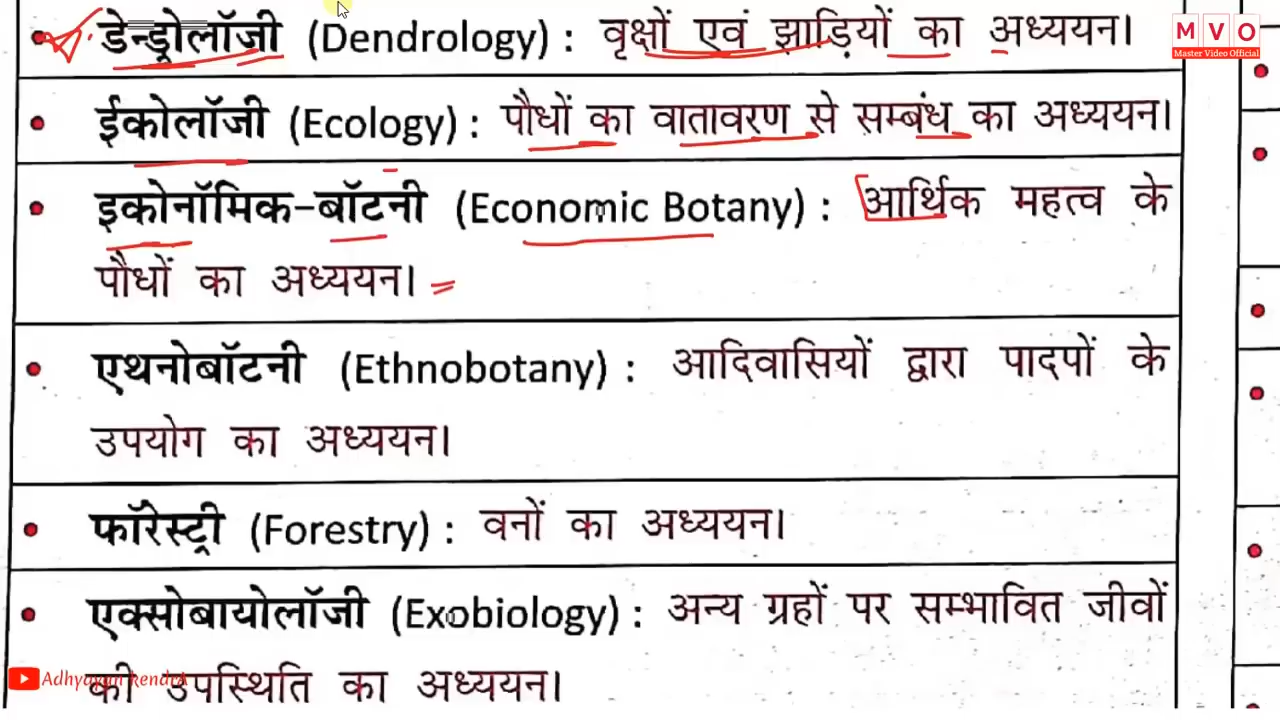 डेन्ड्रोलॉजी (Dendrology) : वृक्षों एवं झाड़ियों का अध्ययन।
M V O
Master Video Official
ईकोलॉजी (Ecology) : पौधों का वातावरण से सम्बंध का अध्ययन।
इकोनॉमिक-बॉटनी (Economic Botany) : आर्थिक महत्व के
पौधों का अध्ययन।
एथनोबॉटनी (Ethnobotany) : आदिवासियों द्वारा पादपों के
उपयोग का अध्ययन।
फॉरेस्ट्री (Forestry) : वनों का अध्ययन।
एक्सोबायोलॉजी (Exobiology) : अन्य ग्रहों पर सम्भावित जीवों
की उपस्थिति का अध्ययन।
Adhyayan kendrA